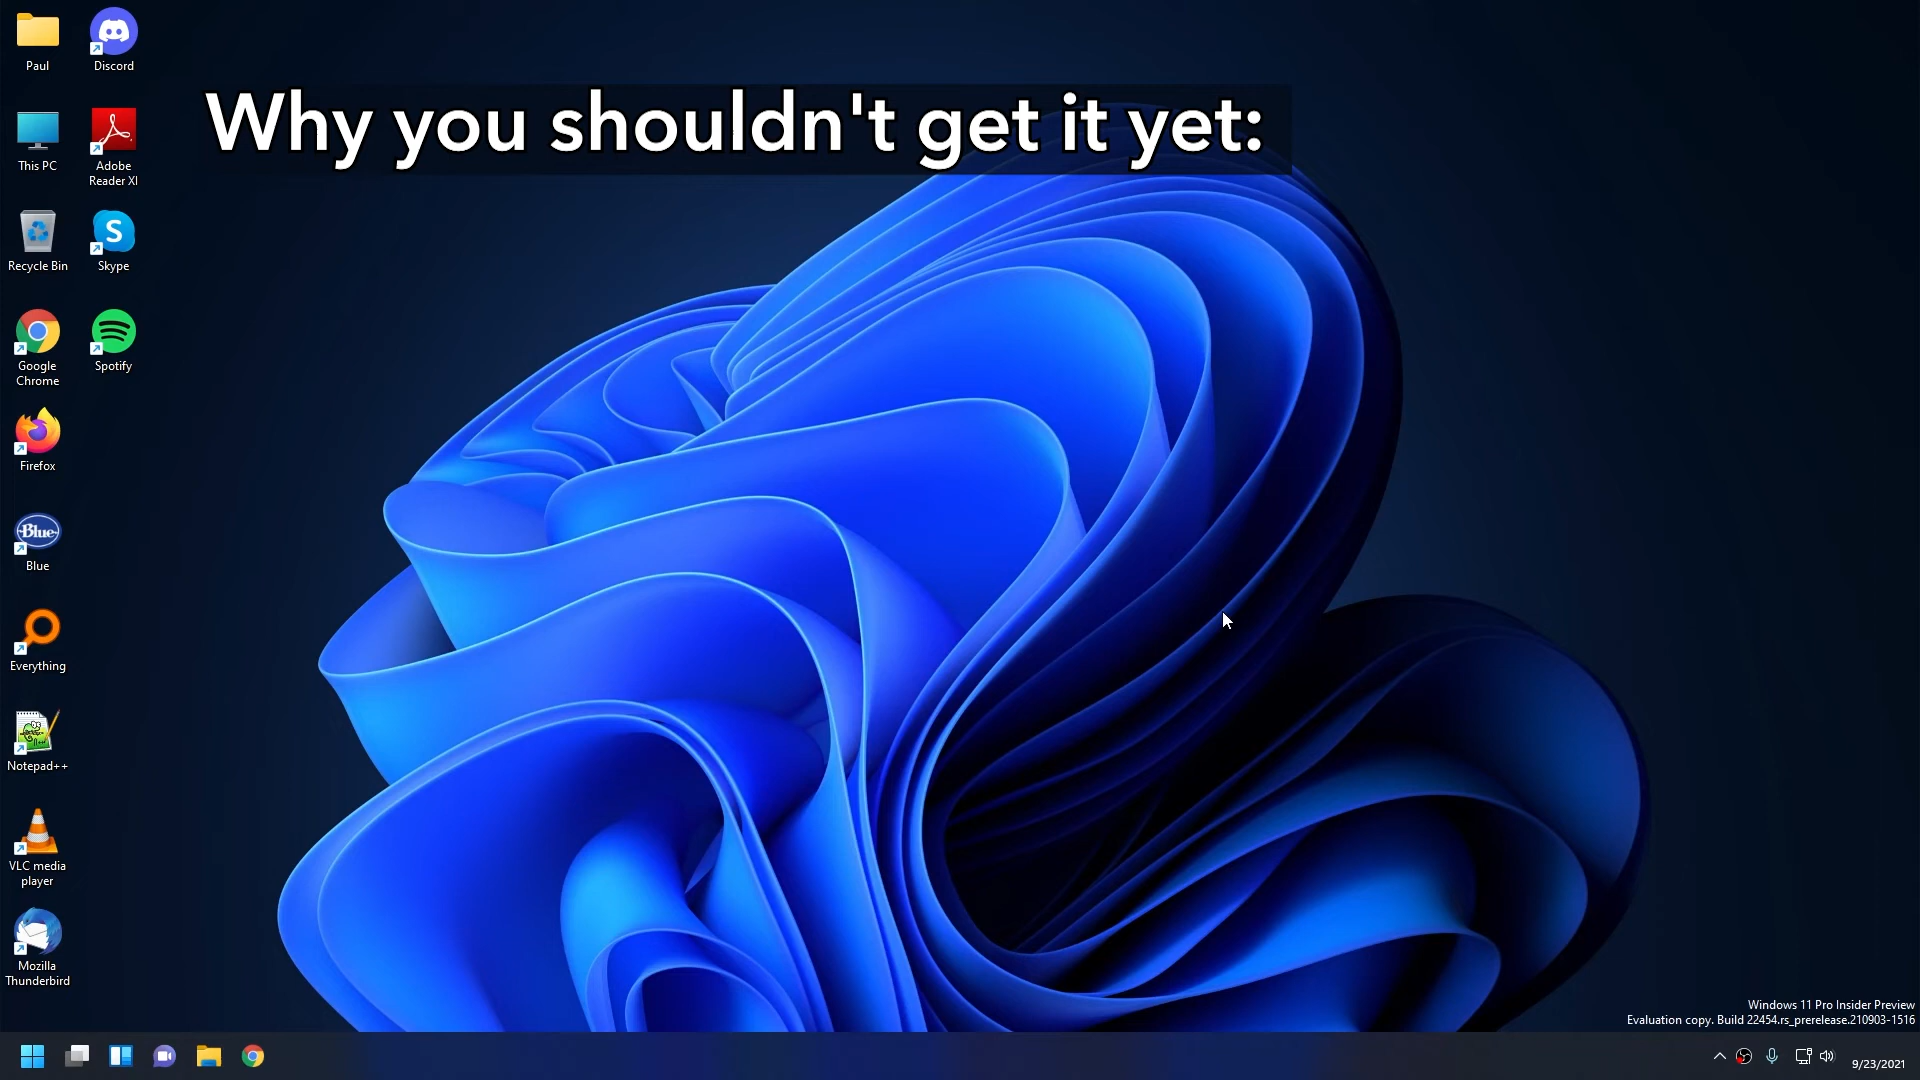 Why you shouldn't get it yet:
Paul
Discord
This PC
Adobe
Reader XI
Recycle Bin
S
Skype
Google
Chrome
Spotify
Firefox
Blue
Blue
Everything
Notepad++
VLC media
player
Mozilla
Thunderbird
Windows 11 Pro Insider Preview
Evaluation copy. Build 22454.rs_prerelease.210903-1516
9/23/2021